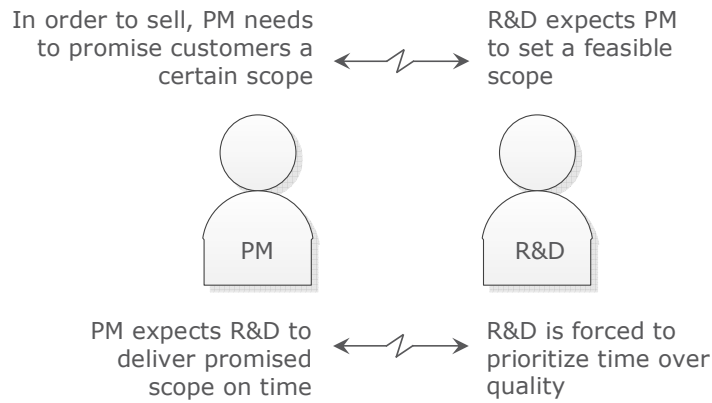 In order to sell, PM needs
to promise customers a
certain scope
R&D expects PM
to set a feasible
scope
PM
R&D
PM expects R&D to
deliver promised
scope on time
R&D is forced to
prioritize time over
quality